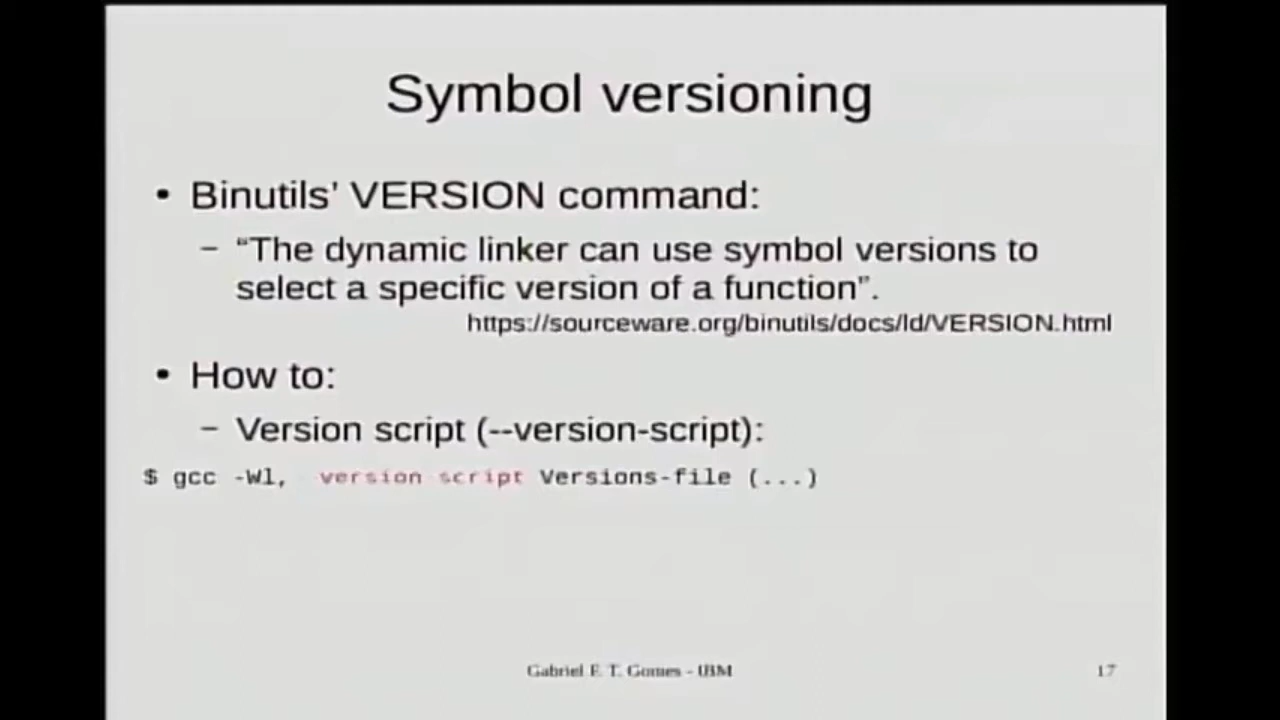 Symbol versioning
• Binutils' VERSION command:
– “The dynamic linker can use symbol versions to
select a specific version of a function”.
https://sourceware.org/binutils/docs/ld/VERSION.html
• How to:
– Version script (--version-script):
$ gcc -Wl, version script Versions-file (...)
Gabriel F. T. Gomes - IBM
17